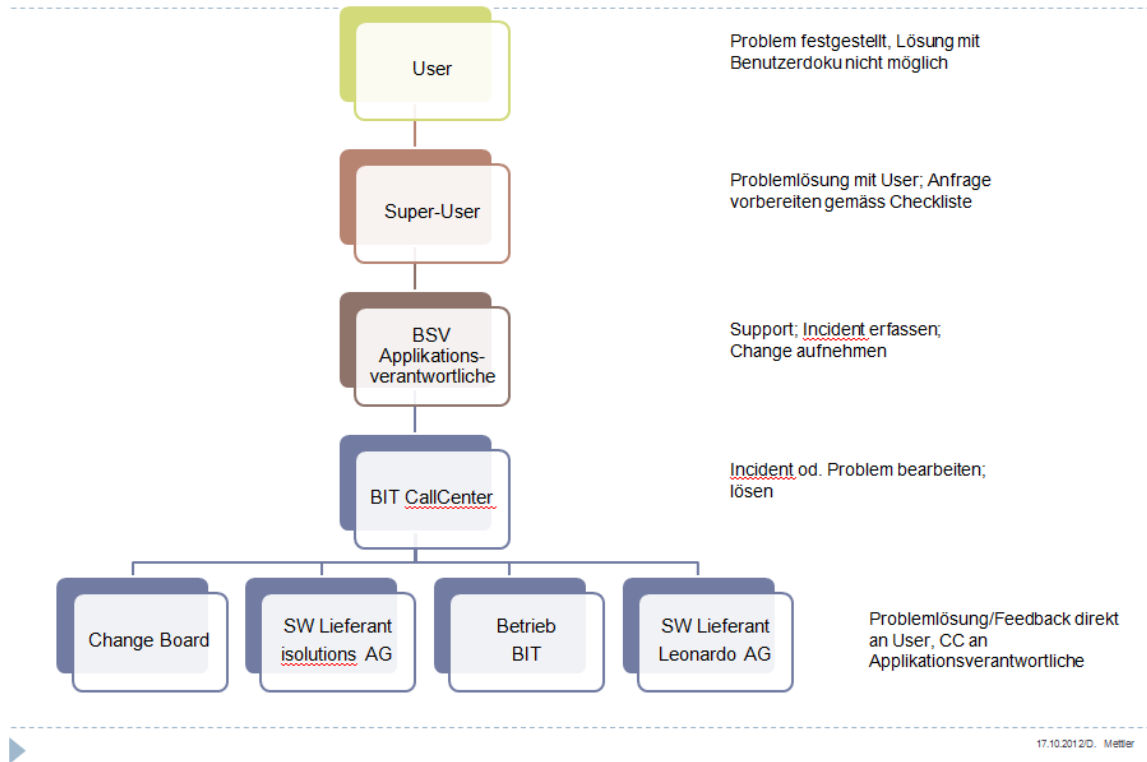 User
Problem festgestellt, Lösung mit
Benutzerdoku nicht möglich
Super-User
Problemlösung mit User; Anfrage
vorbereiten gemäss Checkliste
BSV
Applikations-
verantwortliche
Support; Incident erfassen;
Change aufnehmen
BIT CallCenter
Incident od. Problem bearbeiten;
lösen
Change Board
SW Lieferant
isolutions AG
Betrieb
BIT
SW Lieferant
Leonardo AG
Problemlösung/Feedback direkt
an User, CC an
Applikationsverantwortliche
17.10.2012/D. Mettler